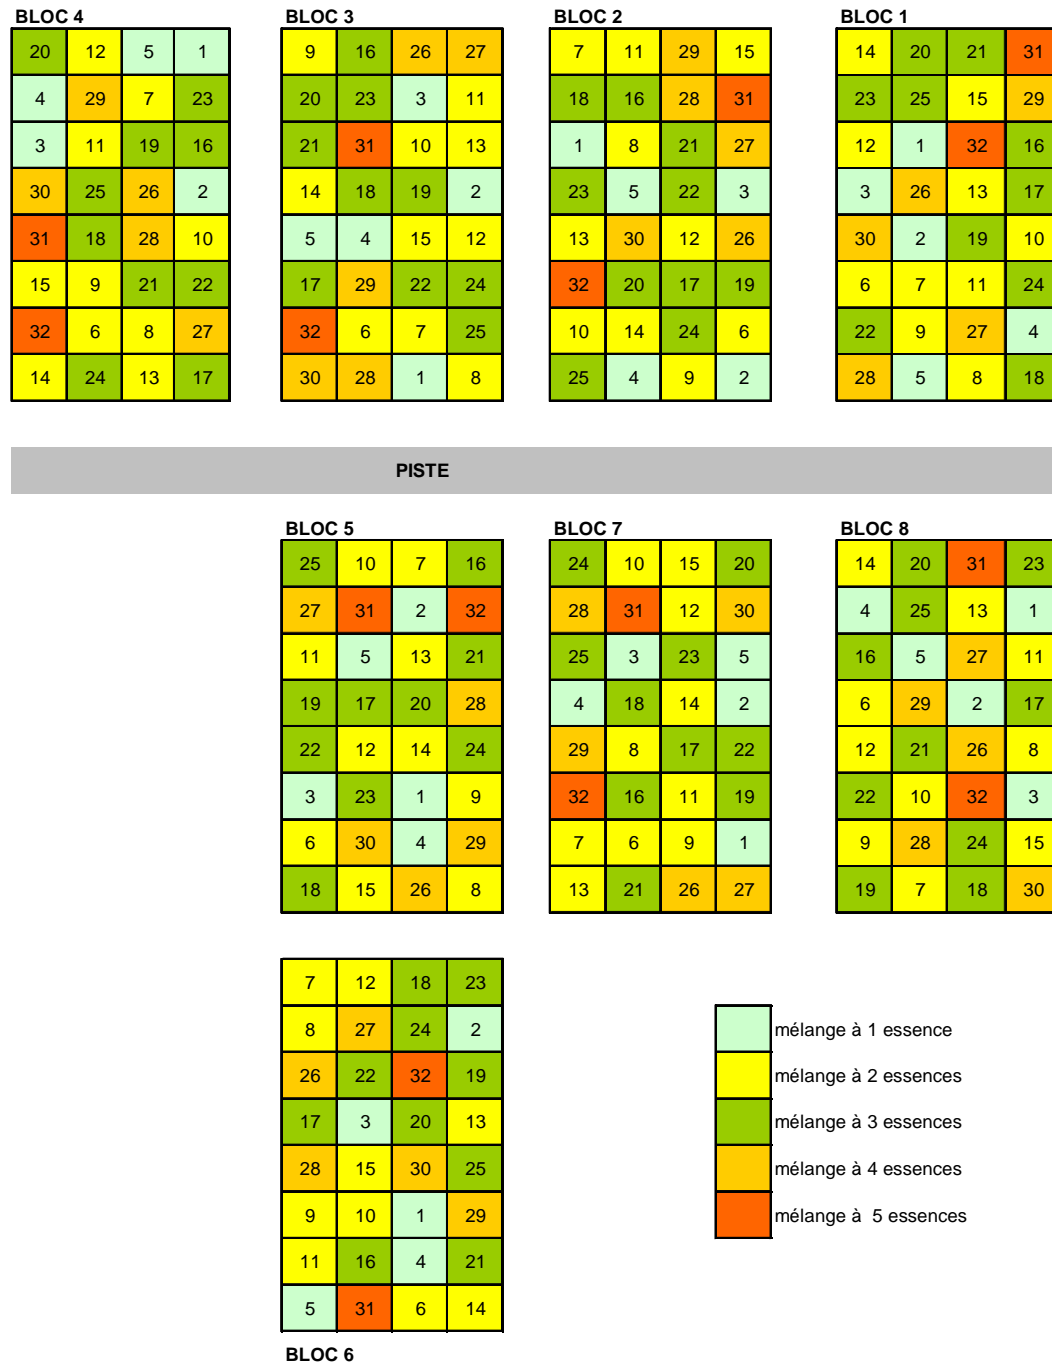 BLOC 4 BLOC 3 BLOC 2 BLOC 1
20 12 5 1 9 16 26 27 7 11 29 15 14 20 21 31
4 29 7 23 20 23 3 11 18 16 28 31 23 25 15 29
3 11 19 16 21 31 10 13 1 8 21 27 12 1 32 16
30 25 26 2 14 18 19 2 23 5 22 3 3 26 13 17
31 18 28 10 5 4 15 12 13 30 12 26 30 2 19 10
15 9 21 22 17 29 22 24 32 20 17 19 6 7 11 24
32 6 8 27 32 6 7 25 10 14 24 6 22 9 27 4
14 24 13 17 30 28 1 8 25 4 9 2 28 5 8 18
PISTE
BLOC 5 BLOC 7 BLOC 8
25 10 7 16 24 10 15 20 14 20 31 23
27 31 2 32 28 31 12 30 4 25 13 1
11 5 13 21 25 3 23 5 16 5 27 11
19 17 20 28 4 18 14 2 6 29 2 17
22 12 14 24 29 8 17 22 12 21 26 8
3 23 1 9 32 16 11 19 22 10 32 3
6 30 4 29 7 6 9 1 9 28 24 15
18 15 26 8 13 21 26 27 19 7 18 30
7 12 18 23
8 27 24 2
26 22 32 19
17 3 20 13
28 15 30 25
9 10 1 29
11 16 4 21
5 31 6 14
BLOC 6
mélange à 1 essence
mélange à 2 essences
mélange à 3 essences
mélange à 4 essences
mélange à 5 essences